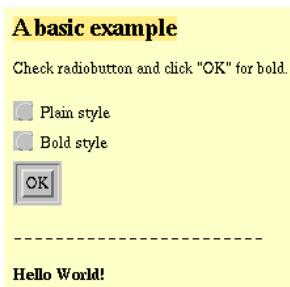 A basic example
Check radiobutton and click "OK" for bold.
Plain style
Bold style
OK
-------------------------
Hello World!